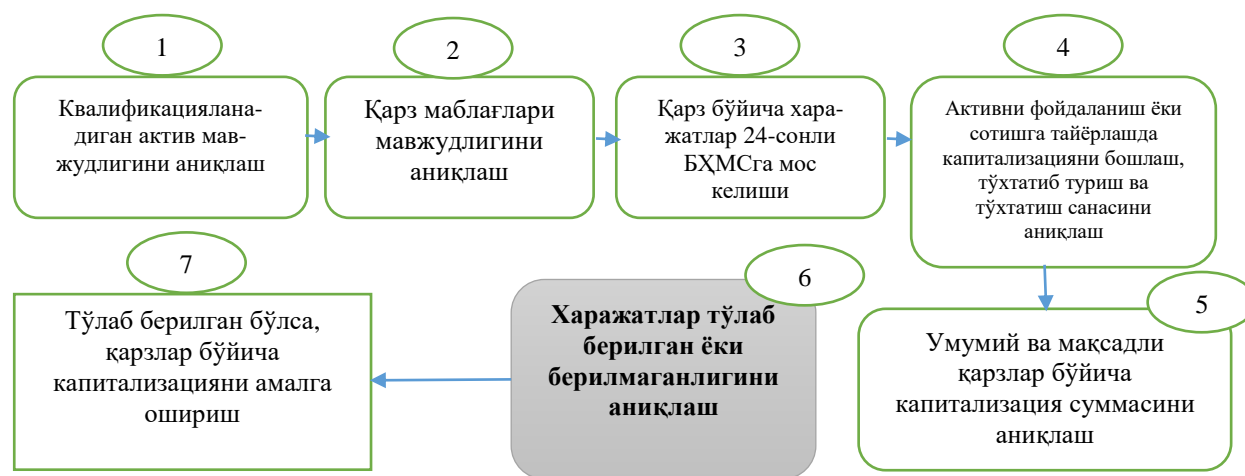 1
Квалификациялана-
диган актив мав-
жудлигини аниқлаш
2
Қарз маблағлари
мавжудлигини
аниқлаш
3
Қарз бўйича хара-
жатлар 24-сонли
БҲМСга мос
келиши
4
Активни фойдаланиш ёки
сотишга тайёрлашда
капитализацияни бошлаш,
тўхтатиб туриш ва
тўхтатиш санасини
аниқлаш
5
Умумий ва мақсадли
қарзлар бўйича
капитализация суммасини
аниқлаш
6
Харажатлар тўлаб
берилган ёки
берилмаганлигини
аниқлаш
7
Тўлаб берилган бўлса,
қарзлар бўйича
капитализацияни амалга
ошириш